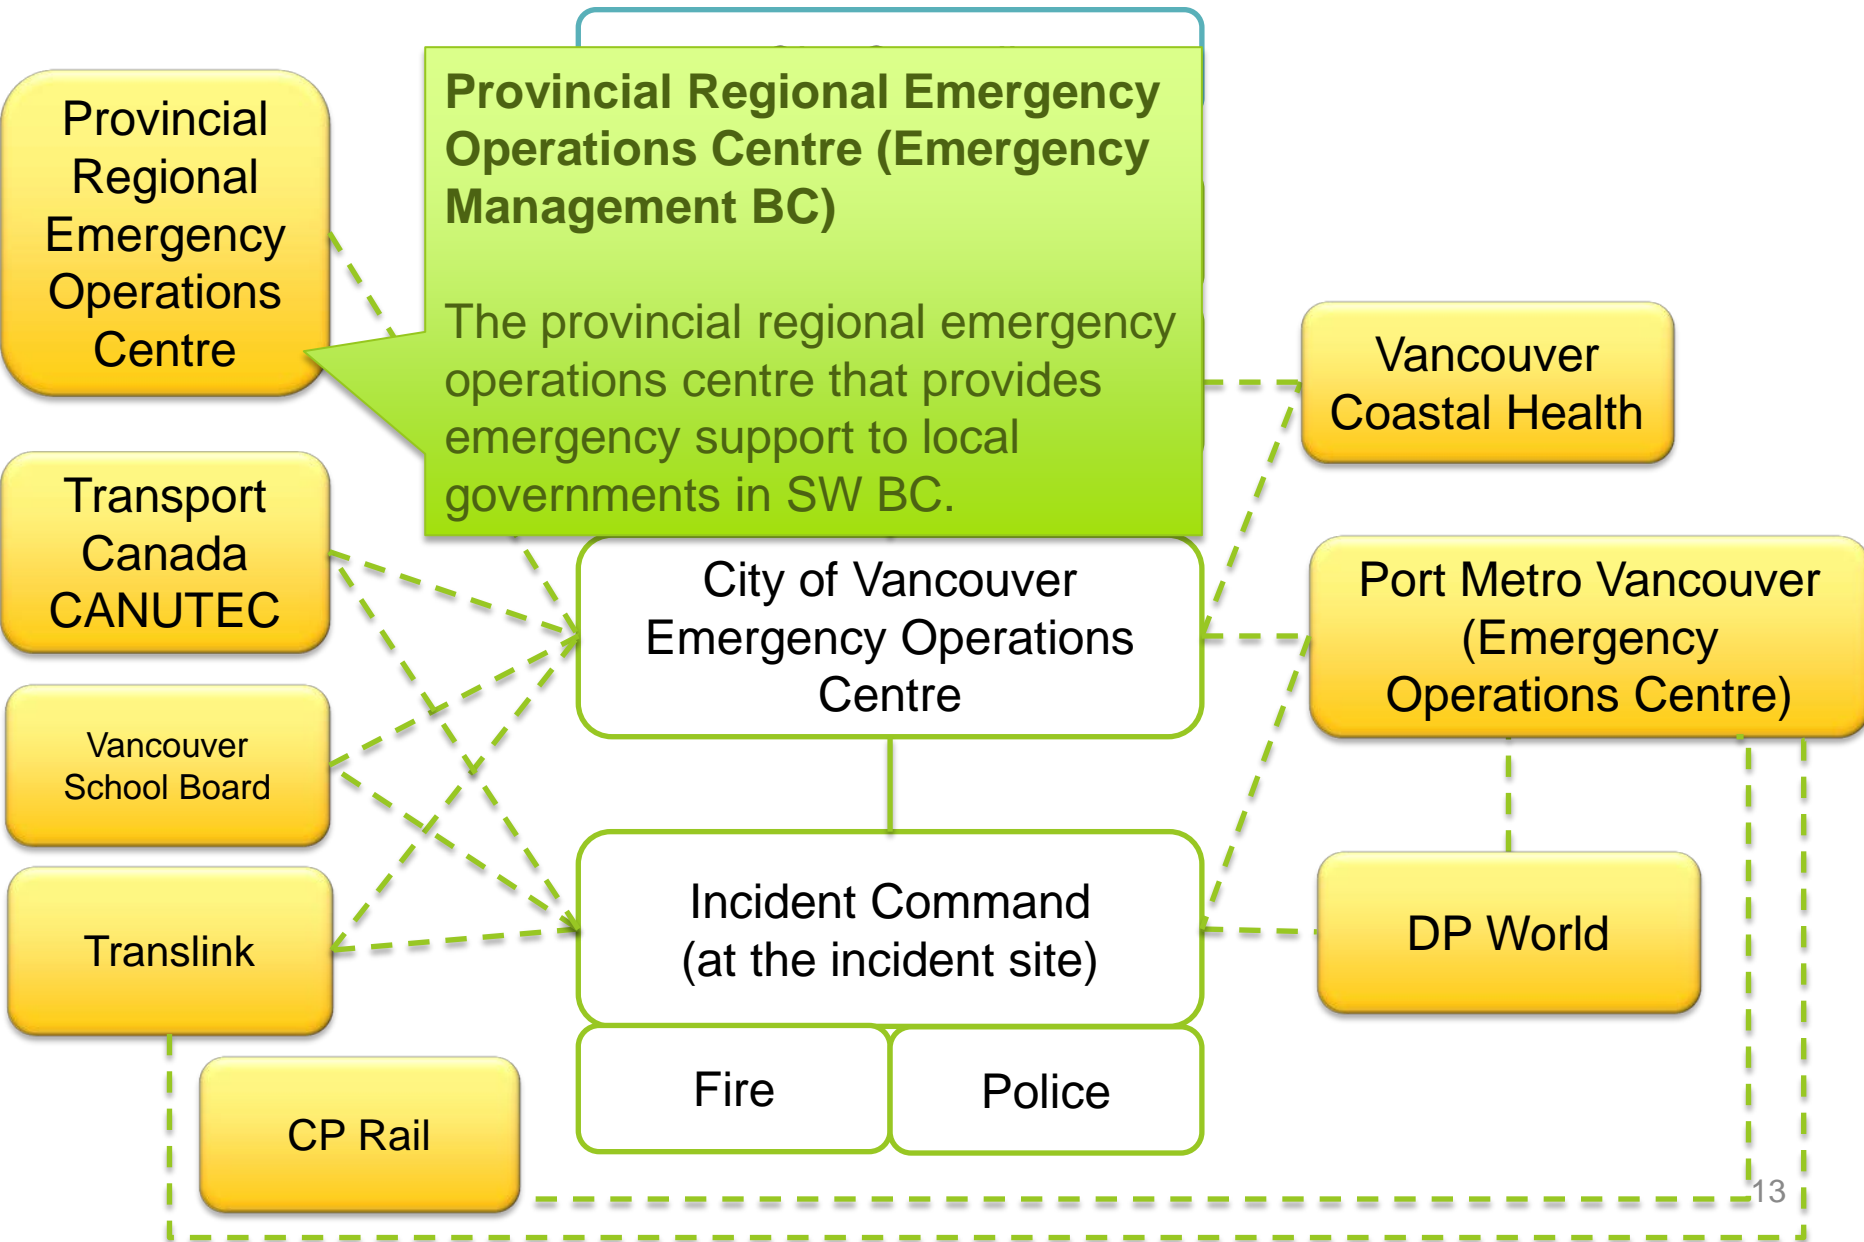 Provincial
Regional
Emergency
Operations
Centre
Provincial Regional Emergency
Operations Centre (Emergency
Management BC)
The provincial regional emergency
operations centre that provides
emergency support to local
governments in SW BC.
Vancouver
Coastal Health
Transport
Canada
CANUTEC
City of Vancouver
Emergency Operations
Centre
Port Metro Vancouver
(Emergency
Operations Centre)
Vancouver
School Board
Translink
Incident Command
(at the incident site)
DP World
Fire
Police
CP Rail
13